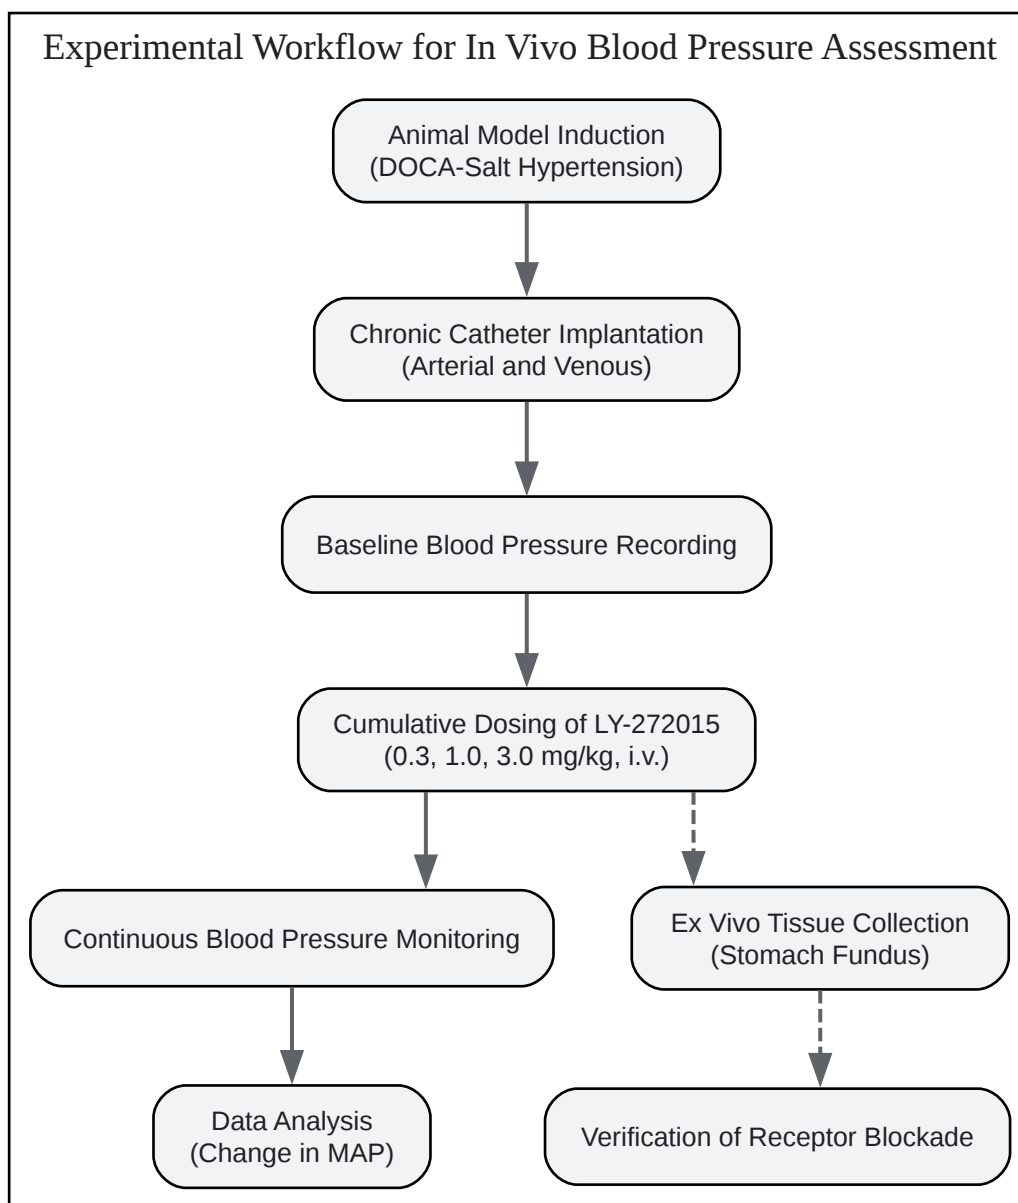 Experimental Workflow for In Vivo Blood Pressure Assessment
Animal Model Induction
(DOCA-Salt Hypertension)
Chronic Catheter Implantation
(Arterial and Venous)
Baseline Blood Pressure Recording
Cumulative Dosing of LY-272015
(0.3, 1.0, 3.0 mg/kg, i.v.)
Continuous Blood Pressure Monitoring
Ex Vivo Tissue Collection
(Stomach Fundus)
Data Analysis
(Change in MAP)
Verification of Receptor Blockade